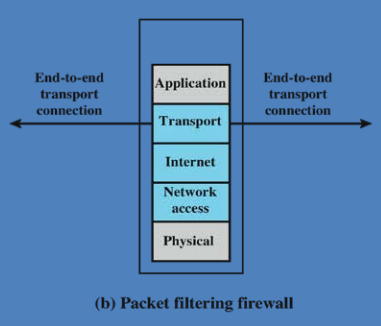 End-to-end
transport
connection
Application
Transport
Internet
Network
access
Physical
End-to-end
transport
connection
(b) Packet filtering firewall